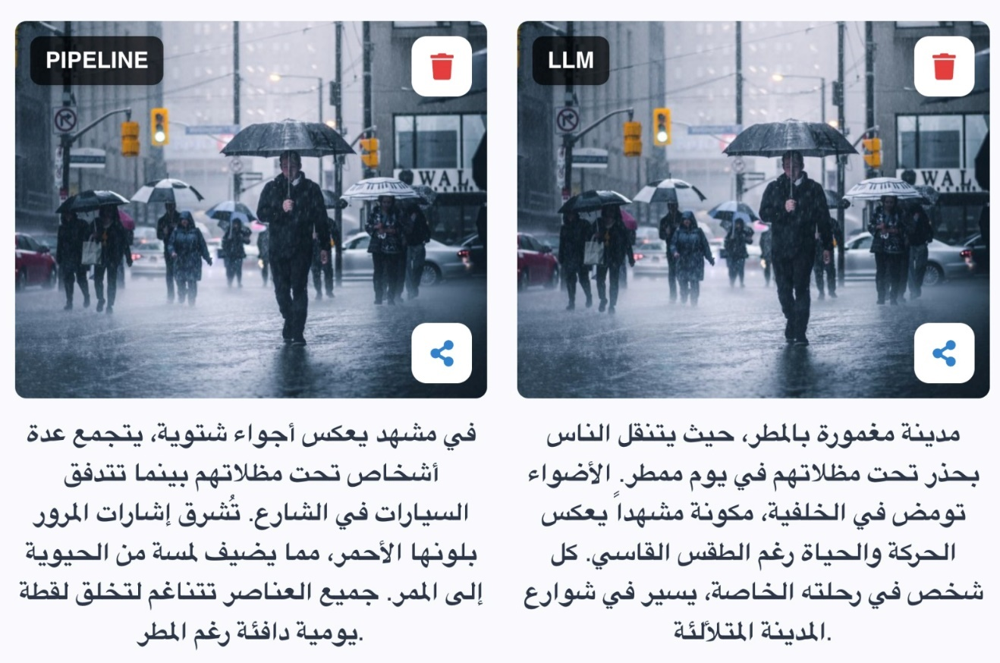 PIPELINE
WAL
في مشهد يعكس أجواء شتوية، يتجمع عدة
أشخاص تحت مظلاتهم بينما تتدفق
السيارات في الشارع. تُشرق إشارات المرور
بلونها الأحمر، مما يضيف لمسة من الحيوية
إلى الممر. جميع العناصر تتناغم لتخلق لقطة
يومية دافئة رغم المطر.
LLM
WAL
مدينة مغمورة بالمطر، حيث يتنقل الناس
بحذر تحت مظلاتهم في يوم ممطر. الأضواء
تومض في الخلفية، مكونة مشهداً يعكس
الحركة والحياة رغم الطقس القاسي. كل
شخص في رحلته الخاصة، يسير في شوارع
المدينة المتلألئة.